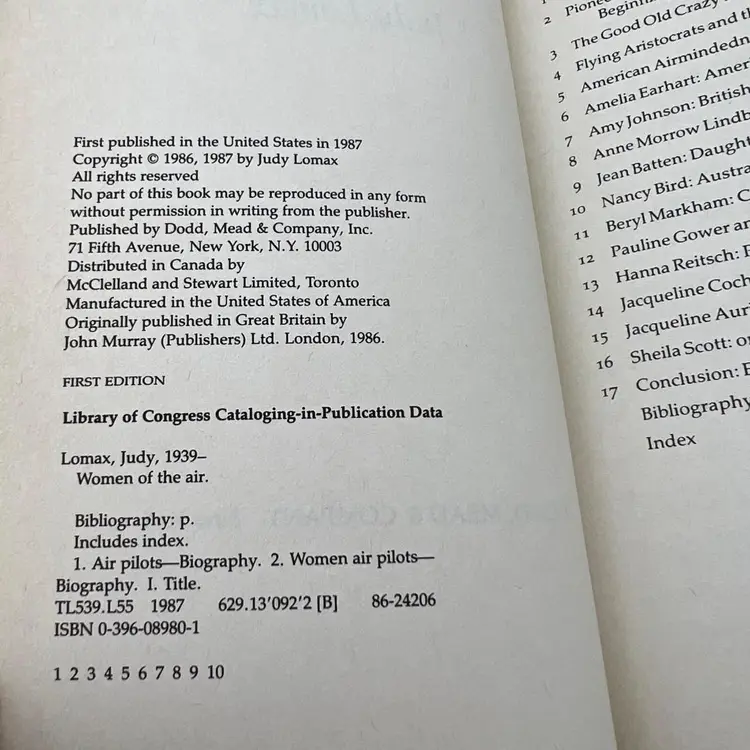 First published in the United States in 1987
Copyright © 1986, 1987 by Judy Lomax
All rights reserved
No part of this book may be reproduced in any form
without permission in writing from the publisher.
Published by Dodd, Mead & Company, Inc.
71 Fifth Avenue, New York, N.Y. 10003
Distributed in Canada by
McClelland and Stewart Limited, Toronto
Manufactured in the United States of America
Originally published in Great Britain by
John Murray (Publishers) Ltd. London, 1986.
FIRST EDITION
Library of Congress Cataloging-in-Publication Data
Lomax, Judy, 1939–
Women of the air.
Bibliography: p.
Includes index.
1. Air pilots—Biography. 2. Women air pilots—
Biography. I. Title.
TL539.L55 1987 629.13'092'2 [B] 86-24206
ISBN 0-396-08980-1
1 2 3 4 5 6 7 8 9 10
2
3 The Good Old Crazy
4 Flying Aristocrats and
5 American
6 Amelia Earhart:
7 Amy Johnson: British
8 Anne Morrow
9 Jean Batten:
10 Nancy Bird:
11 Beryl Markham:
12 Pauline Gower
13 Hanna Reitsch:
14 Jacqueline
15 Jacqueline
16 Sheila Scott:
17 Conclusion:
Bibliography
Index